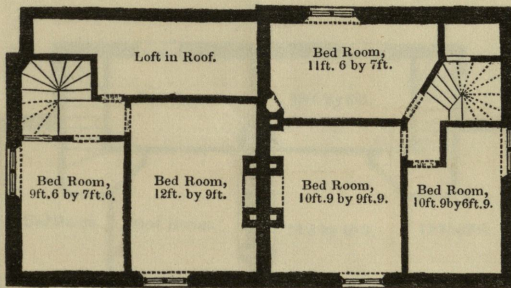 Loft in Roof.
Bed Room,
11ft. 6 by 7ft.
Bed Room,
9ft.6 by 7ft.6.
Bed Room,
12ft. by 9ft.
Bed Room,
10ft.9 by 9ft.9.
Bed Room,
10ft.9by6ft.9.